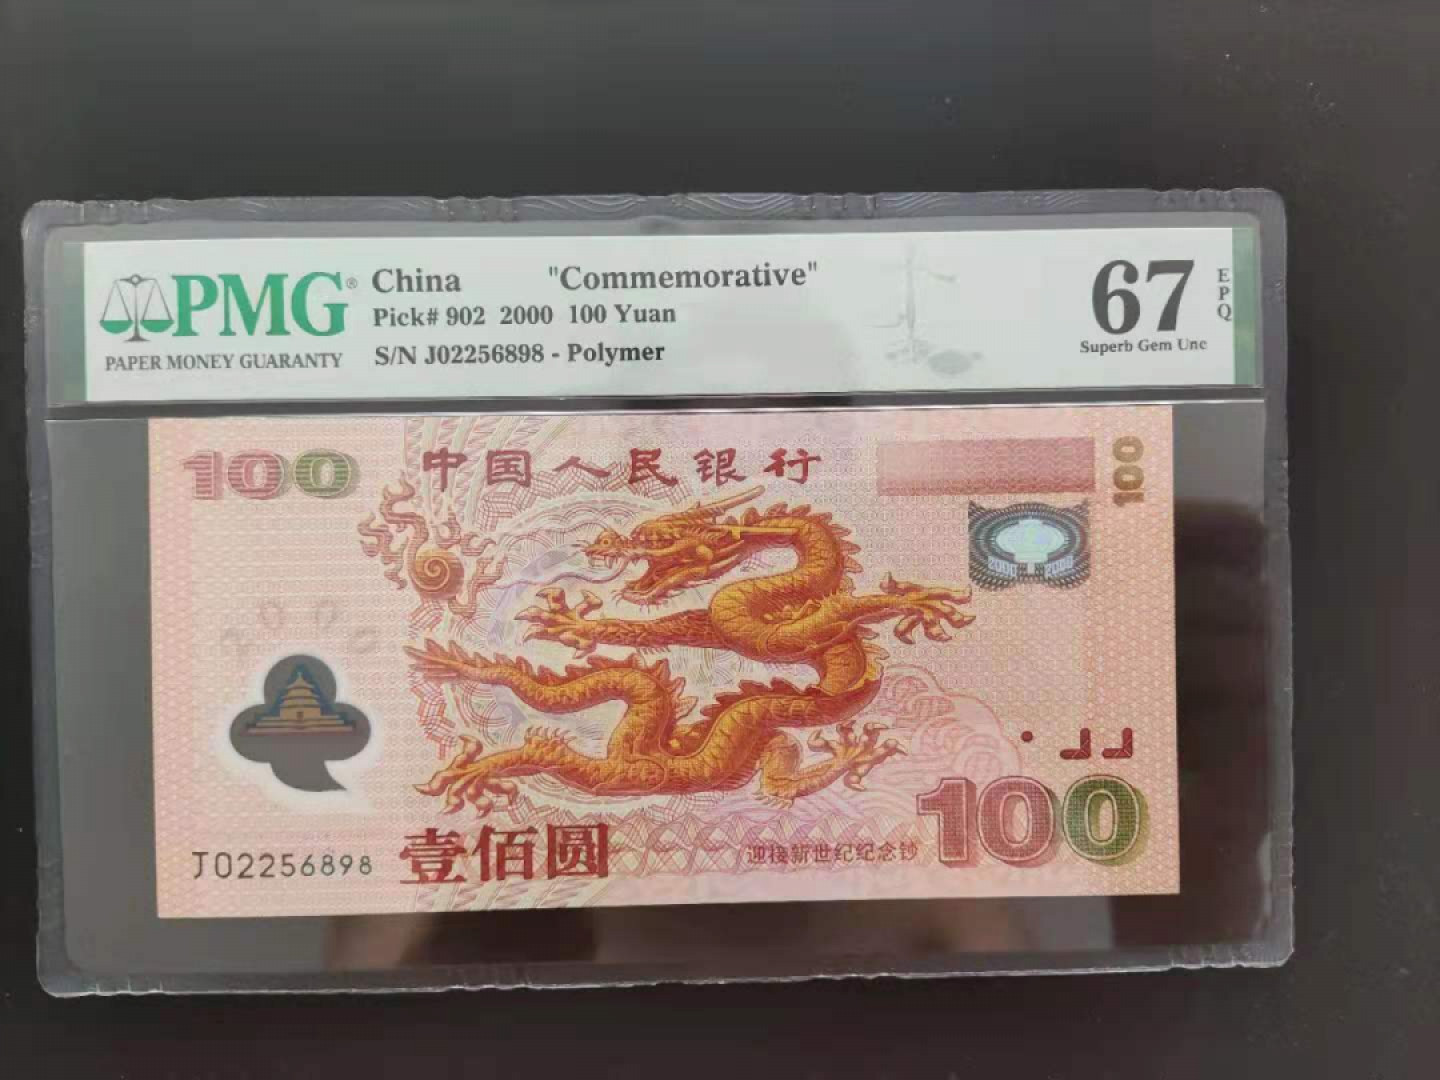 PMG®
PAPER MONEY GUARANTY
China "Commemorative"
Pick# 902 2000 100 Yuan
S/N J02256898 - Polymer
67
EPQ
Superb Gem Unc
100
中国人民银行
100
J02256898
壹佰圆
迎接新世纪纪念钞
100